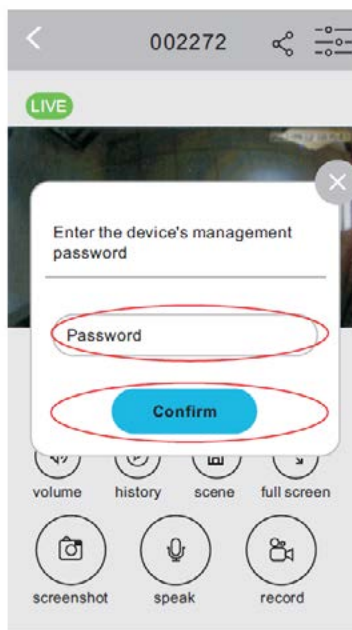 002272
LIVE
Enter the device's management
password
Password
Confirm
volume history scene full screen
screenshot speak record